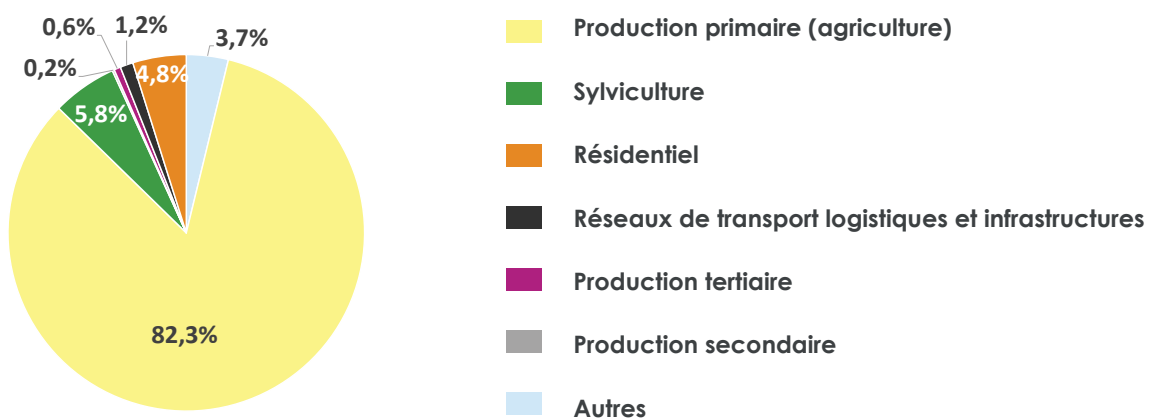 0,6%
1,2%
3,7%
0,2%
4,8%
5,8%
82,3%
Production primaire (agriculture)
Sylviculture
Résidentiel
Réseaux de transport logistiques et infrastructures
Production tertiaire
Production secondaire
Autres